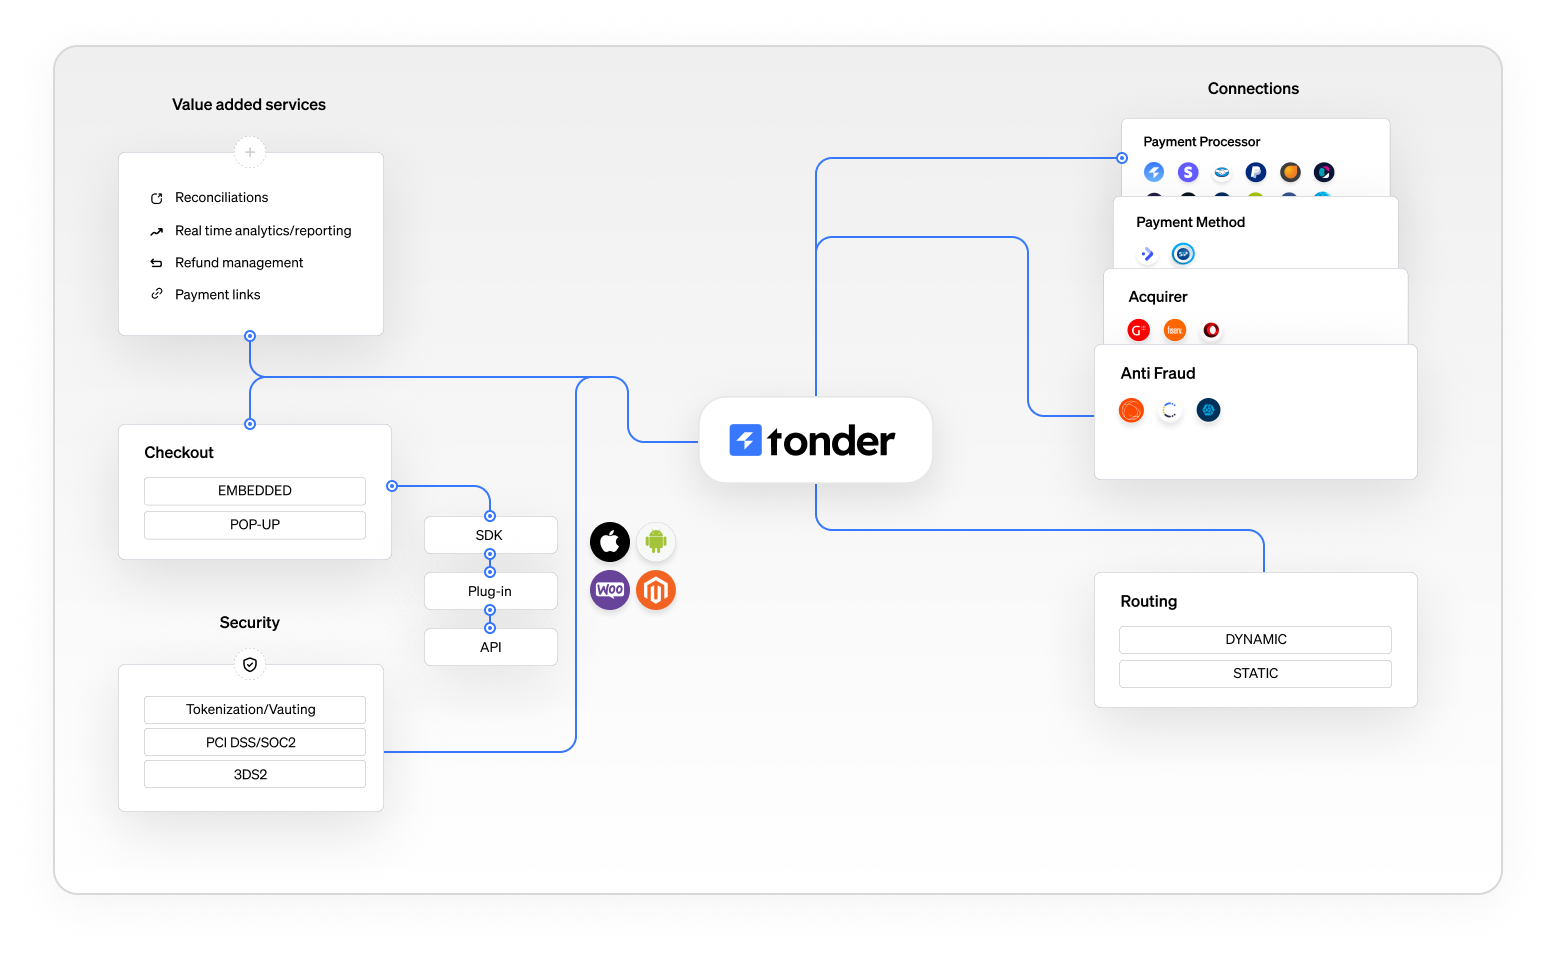 Value added services
Reconciliations
Real time analytics/reporting
Refund management
Payment links
Checkout
EMBEDDED
POP-UP
SDK
Plug-in
API
Security
Tokenization/Vauting
PCI DSS/SOC2
3DS2
WOO
tonder
Connections
Payment Processor
Payment Method
Acquirer
fiserv.
Anti Fraud
Routing
DYNAMIC
STATIC